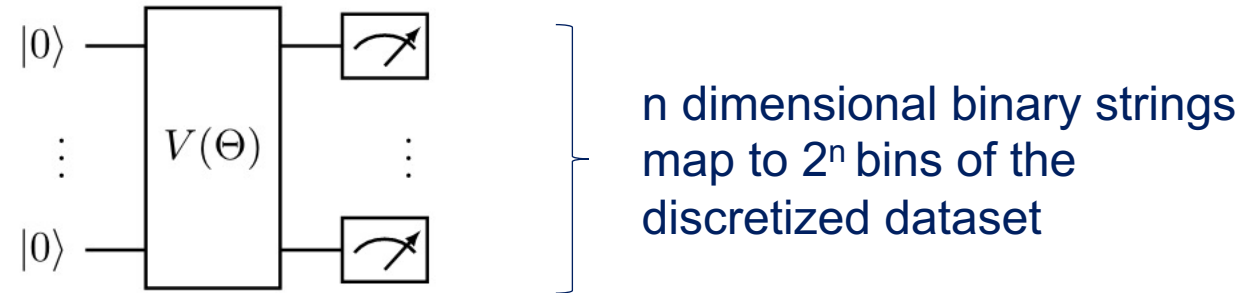 |0⟩
n dimensional binary strings
map to 2ⁿ bins of the
discretized dataset
⋮ V(Θ) ⋮
|0⟩